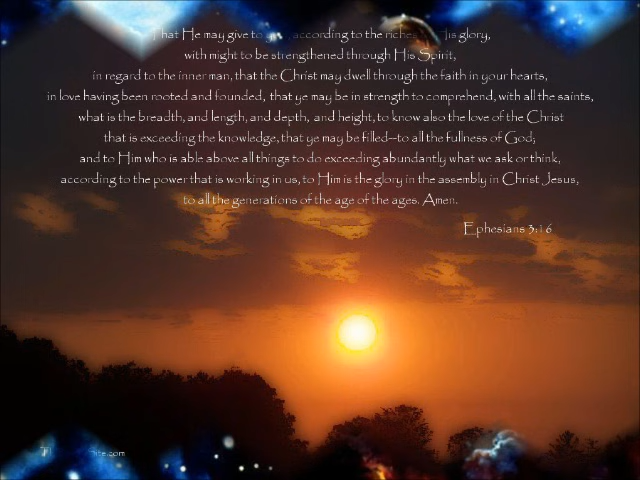 That He may give to according to the riches His glory,
with might to be strengthened through His Spirit,
in regard to the inner man, that the Christ may dwell through the faith in your hearts,
in love having been rooted and founded, that ye may be in strength to comprehend, with all the saints,
what is the breadth, and length, and depth, and height, to know also the love of the Christ
that is exceeding the knowledge, that ye may be filled--to all the fullness of God;
and to Him who is able above all things to do exceeding abundantly what we ask or think,
according to the power that is working in us, to Him is the glory in the assembly in Christ Jesus,
to all the generations of the age of the ages. Amen.
Ephesians 3:16